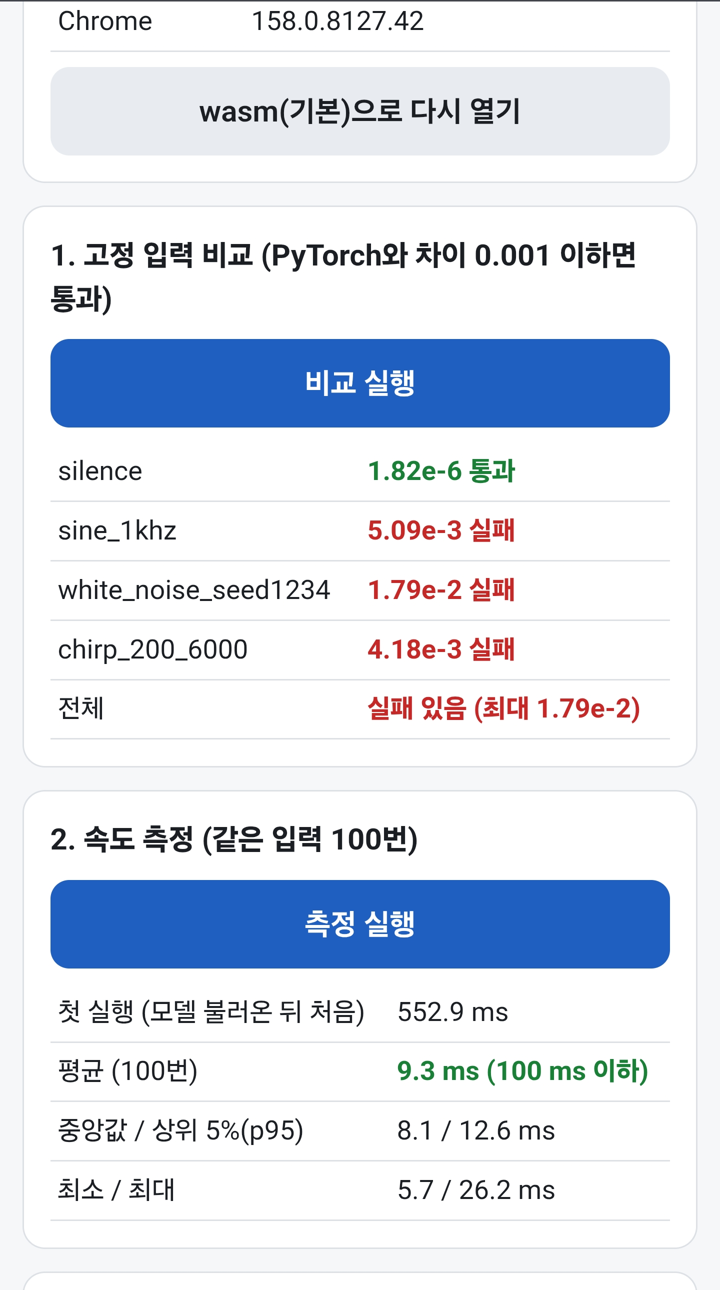 Chrome 158.0.8127.42
wasm(기본)으로 다시 열기
1. 고정 입력 비교 (PyTorch와 차이 0.001 이하면
통과)
비교 실행
silence 1.82e-6 통과
sine_1khz 5.09e-3 실패
white_noise_seed1234 1.79e-2 실패
chirp_200_6000 4.18e-3 실패
전체 실패 있음 (최대 1.79e-2)
2. 속도 측정 (같은 입력 100번)
측정 실행
첫 실행 (모델 불러온 뒤 처음) 552.9 ms
평균 (100번) 9.3 ms (100 ms 이하)
중앙값 / 상위 5%(p95) 8.1 / 12.6 ms
최소 / 최대 5.7 / 26.2 ms